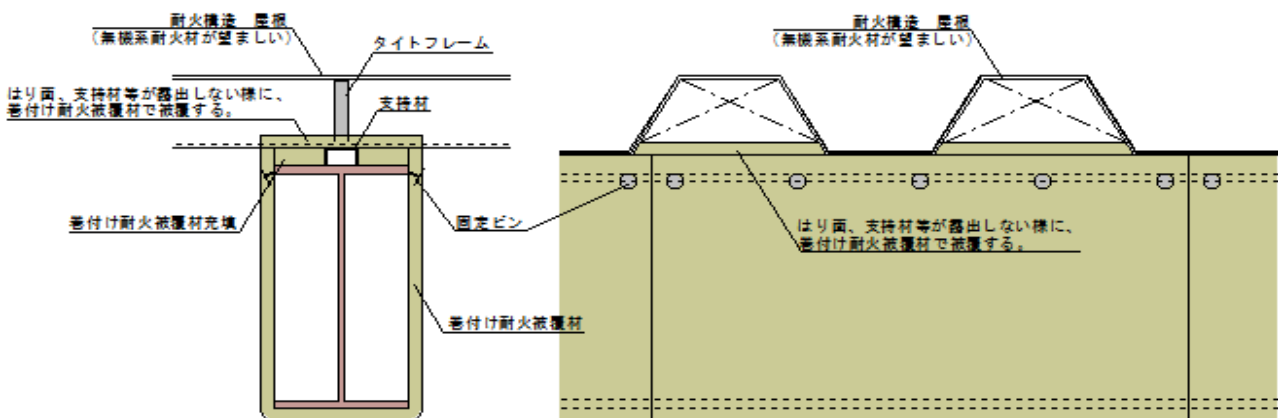 耐火構造 屋根
(無機系耐火材が望ましい)
タイトフレーム
はり面、支持材等が露出しない様に、
巻付け耐火被覆材で被覆する。
支持材
巻付け耐火被覆材充填
固定ピン
巻付け耐火被覆材
耐火構造 屋根
(無機系耐火材が望ましい)
はり面、支持材等が露出しない様に、
巻付け耐火被覆材で被覆する。